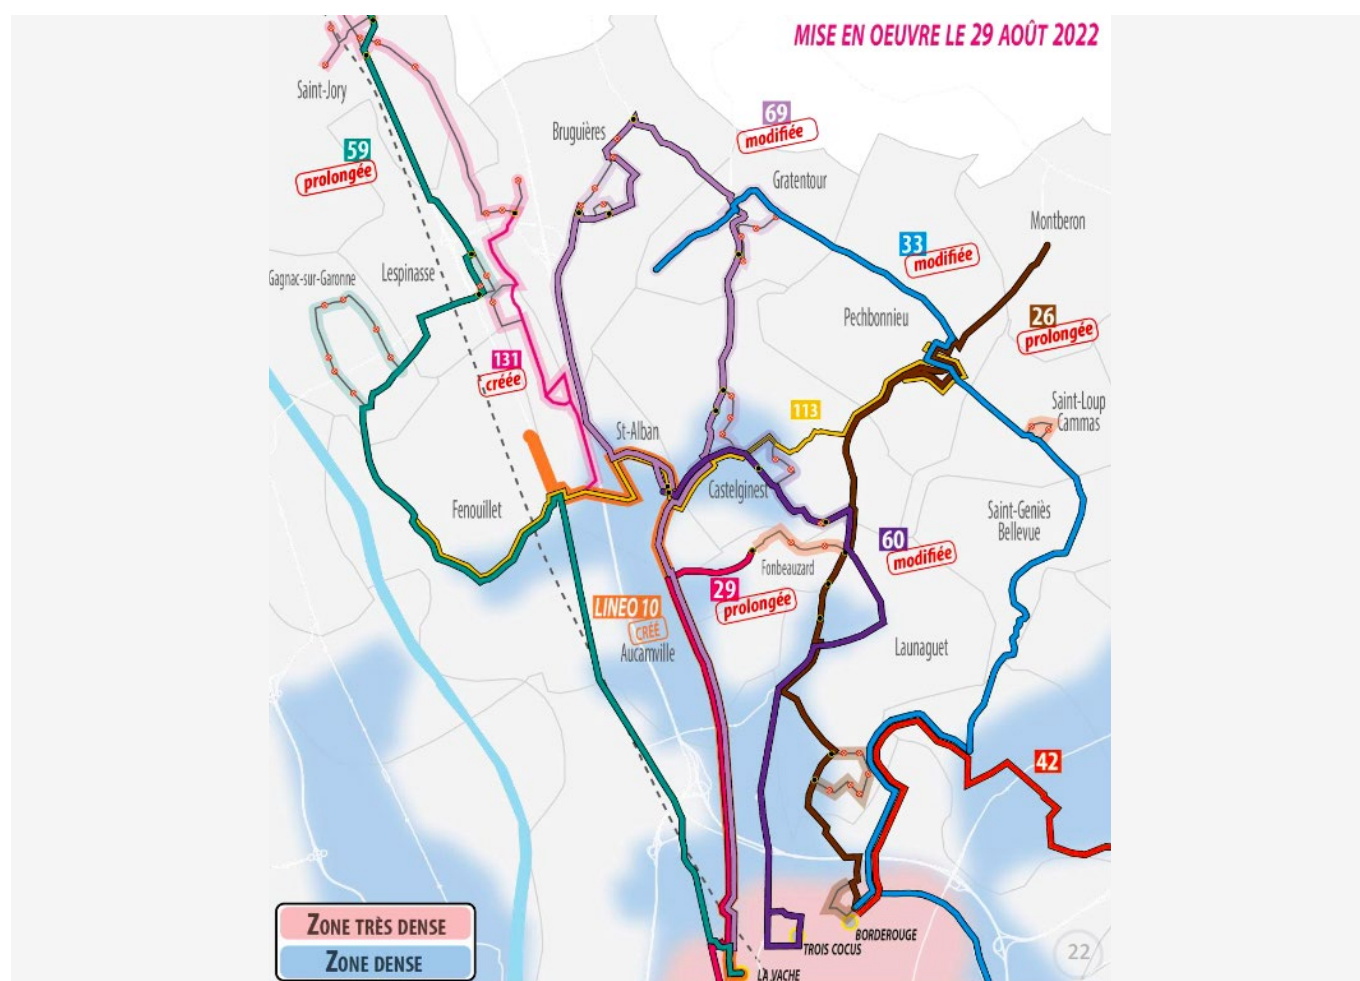 MISE EN OEUVRE LE 29 AOÛT 2022
Saint-Jory
69
modifiée
Bruguières
59
prolongée
Gratentour
Montberon
33
modifiée
Lespinasse
Gagnac-sur-Garonne
Pechbonnieu
26
prolongée
131
créée
Saint-Loup
Cammas
113
St-Alban
Castelginest
Fenouillet
Saint-Geniès
Bellevue
60
modifiée
Fonbeauzard
29
prolongée
LINEO 10
CRÉÉ
Aucamville
Launaguet
42
ZONE TRÈS DENSE
ZONE DENSE
BORDEROUGE
TROIS COCUS
LA VACHE
22